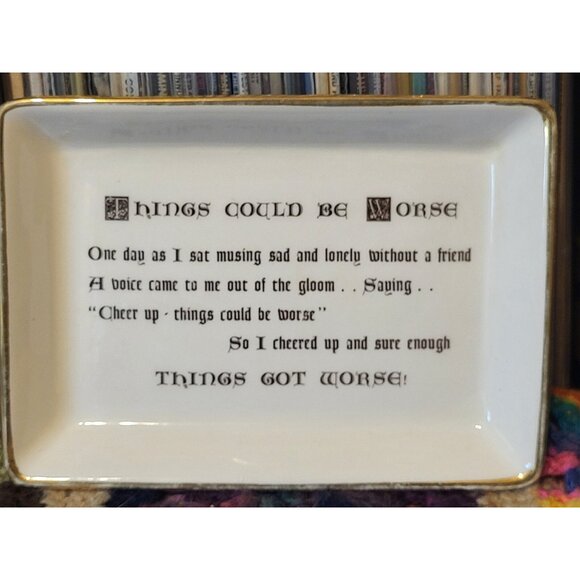 Things could be Worse
One day as I sat musing sad and lonely without a friend
A voice came to me out of the gloom . . Saying . .
"Cheer up - things could be worse"
So I cheered up and sure enough
THINGS GOT WORSE!